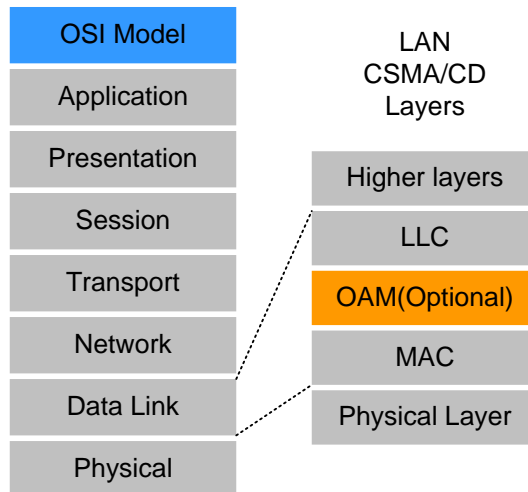 OSI Model
Application
Presentation
Session
Transport
Network
Data Link
Physical
LAN
CSMA/CD
Layers
Higher layers
LLC
OAM(Optional)
MAC
Physical Layer